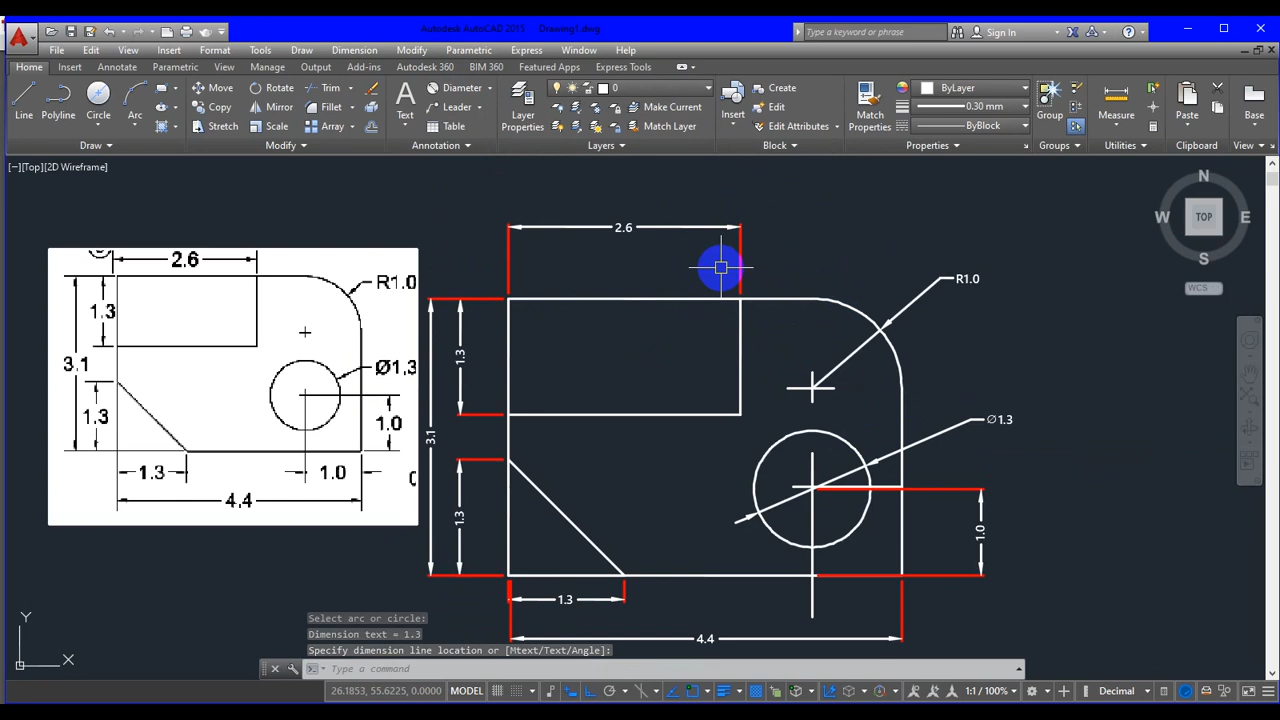 Autodesk AutoCAD 2015 Drawing1.dwg
Type a keyword or phrase
Sign In
File Edit View Insert Format Tools Draw Dimension Modify Parametric Express Window Help
Home Insert Annotate Parametric View Manage Output Add-ins Autodesk 360 BIM 360 Featured Apps Express Tools
Line Polyline Circle Arc
Move Rotate Trim
Copy Mirror Fillet
Stretch Scale Array
Text Diameter
Leader
Table
Layer Properties
0
Make Current
Match Layer
Insert Create
Edit
Edit Attributes
Match Properties
ByLayer
0.30 mm
ByBlock
Group
Measure
Paste
Base
Draw Modify Annotation Layers Block Properties Groups Utilities Clipboard View
[−][Top][2D Wireframe]
N
W TOP E
S
WCS
2.6
R1.0
1.3
3.1
Ø1.3
1.3
1.0
1.3
1.0
4.4
2.6
R1.0
1.3
3.1
Ø1.3
1.3
1.0
1.3
4.4
Y
X
Select arc or circle:
Dimension text = 1.3
Specify dimension line location or [Mtext/Text/Angle]:
Type a command
26.1853, 55.6225, 0.0000 MODEL 1:1 / 100% Decimal